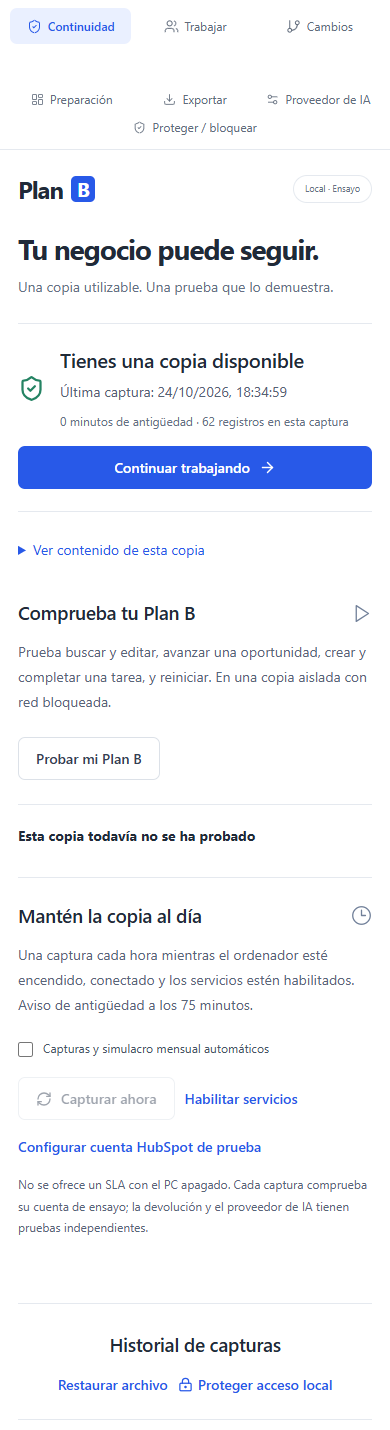 Continuidad
Trabajar
Cambios
Preparación
Exportar
Proveedor de IA
Proteger / bloquear
Plan B
Local · Ensayo
Tu negocio puede seguir.
Una copia utilizable. Una prueba que lo demuestra.
Tienes una copia disponible
Última captura: 24/10/2026, 18:34:59
0 minutos de antigüedad · 62 registros en esta captura
Continuar trabajando
Ver contenido de esta copia
Comprueba tu Plan B
Prueba buscar y editar, avanzar una oportunidad, crear y
completar una tarea, y reiniciar. En una copia aislada con
red bloqueada.
Probar mi Plan B
Esta copia todavía no se ha probado
Mantén la copia al día
Una captura cada hora mientras el ordenador esté
encendido, conectado y los servicios estén habilitados.
Aviso de antigüedad a los 75 minutos.
Capturas y simulacro mensual automáticos
Capturar ahora
Habilitar servicios
Configurar cuenta HubSpot de prueba
No se ofrece un SLA con el PC apagado. Cada captura comprueba
su cuenta de ensayo; la devolución y el proveedor de IA tienen
pruebas independientes.
Historial de capturas
Restaurar archivo
Proteger acceso local